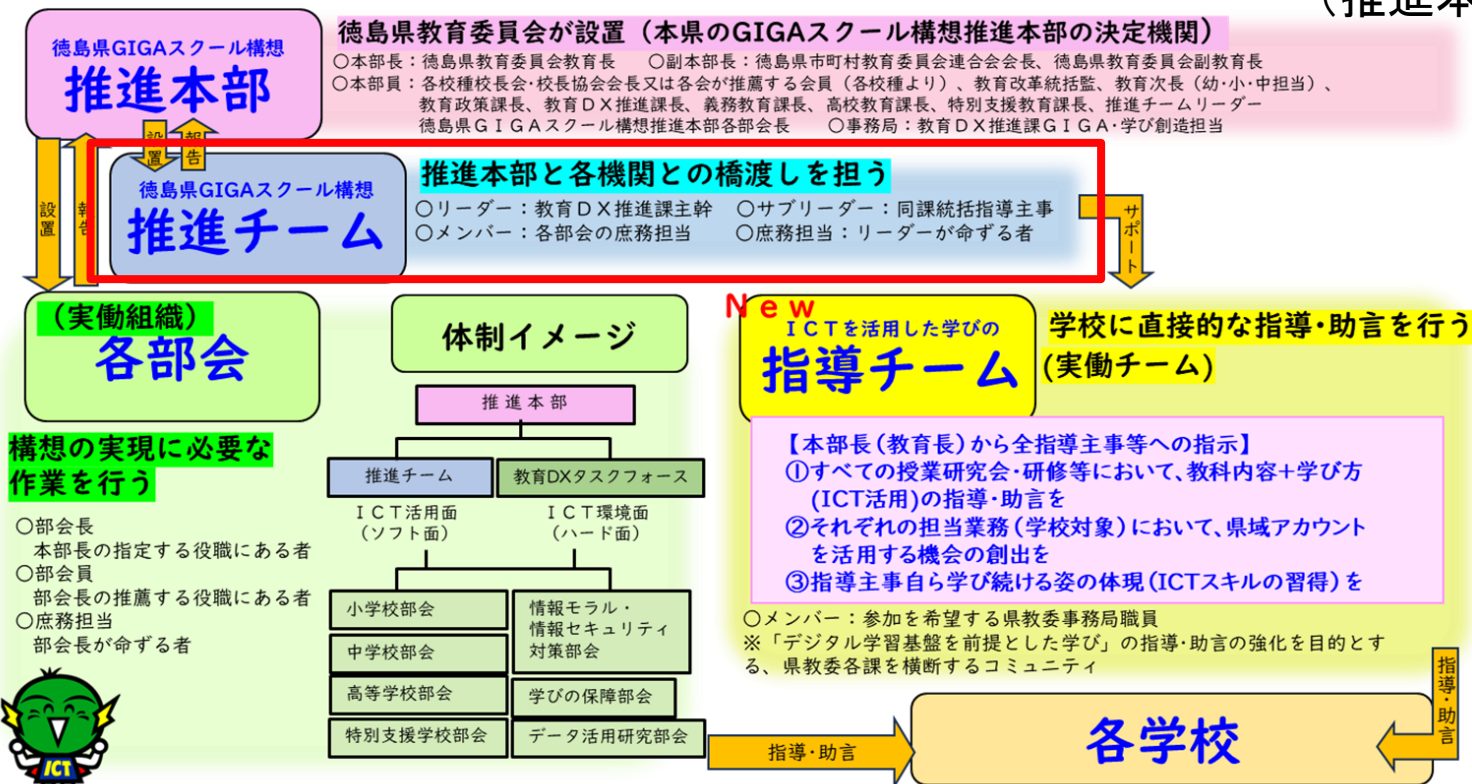 （推進本
徳島県GIGAスクール構想
推進本部
徳島県教育委員会が設置（本県のGIGAスクール構想推進本部の決定機関）
○本部長：徳島県教育委員会教育長　○副本部長：徳島県市町村教育委員会連合会会長、徳島県教育委員会副教育長
○本部員：各校種校長会･校長協会会長又は各会が推薦する会員（各校種より）、教育改革統括監、教育次長（幼･小･中担当）、
教育政策課長、教育ＤＸ推進課長、義務教育課長、高校教育課長、特別支援教育課長、推進チームリーダー
徳島県ＧＩＧＡスクール構想推進本部各部会長　○事務局：教育ＤＸ推進課ＧＩＧＡ･学び創造担当
設置
報告
設置
報告
徳島県GIGAスクール構想
推進チーム
推進本部と各機関との橋渡しを担う
○リーダー：教育ＤＸ推進課主幹　○サブリーダー：同課統括指導主事
○メンバー：各部会の庶務担当　○庶務担当：リーダーが命ずる者
サポート
（実働組織）
各部会
構想の実現に必要な
作業を行う
○部会長
本部長の指定する役職にある者
○部会員
部会長の推薦する役職にある者
○庶務担当
部会長が命ずる者
ICT
体制イメージ
推進本部
推進チーム
教育DXタスクフォース
ＩＣＴ活用面
（ソフト面）
ＩＣＴ環境面
（ハード面）
小学校部会
中学校部会
高等学校部会
特別支援学校部会
情報モラル・
情報セキュリティ
対策部会
学びの保障部会
データ活用研究部会
Ｎｅｗ
ＩＣＴを活用した学びの
指導チーム
学校に直接的な指導･助言を行う
(実働チーム)
【本部長(教育長)から全指導主事等への指示】
①すべての授業研究会･研修等において、教科内容+学び方
(ICT活用)の指導･助言を
②それぞれの担当業務(学校対象)において、県域アカウント
を活用する機会の創出を
③指導主事自ら学び続ける姿の体現(ICTスキルの習得)を
○メンバー：参加を希望する県教委事務局職員
※「デジタル学習基盤を前提とした学び」の指導･助言の強化を目的とす
る、県教委各課を横断するコミュニティ
指導･助言
指導･助言
各学校